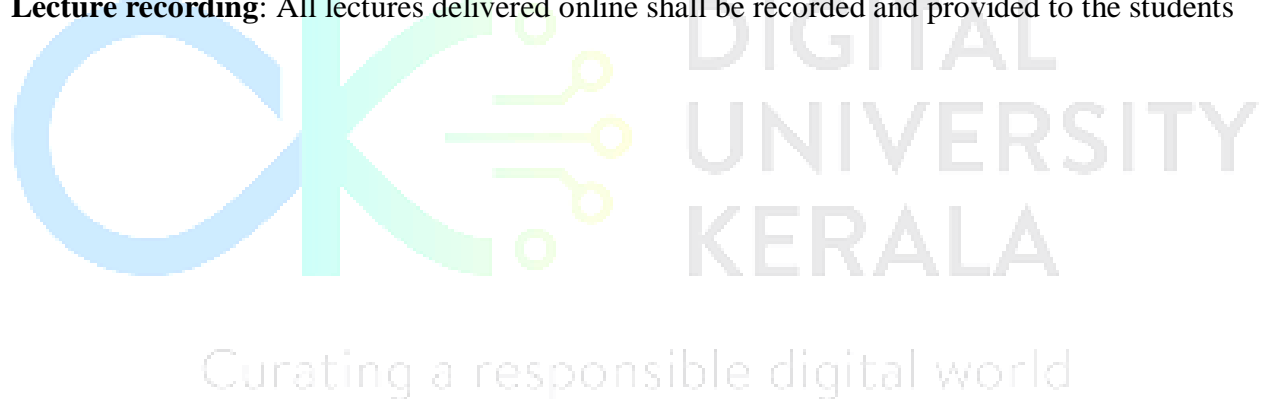 Lecture recording: All lectures delivered online shall be recorded and provided to the students
DIGITAL
UNIVERSITY
KERALA
Curating a responsible digital world